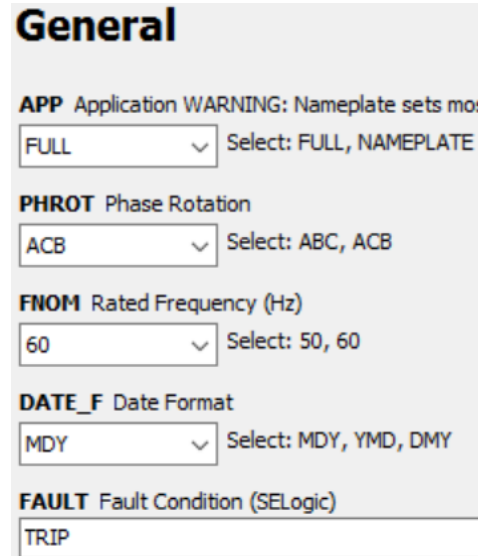 General
APP Application WARNING: Nameplate sets mos
FULL Select: FULL, NAMEPLATE
PHROT Phase Rotation
ACB Select: ABC, ACB
FNOM Rated Frequency (Hz)
60 Select: 50, 60
DATE_F Date Format
MDY Select: MDY, YMD, DMY
FAULT Fault Condition (SELogic)
TRIP